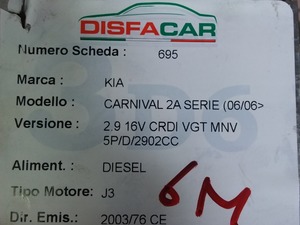 DISFACAR
Numero Scheda : 695
Marca : KIA
Modello : CARNIVAL 2A SERIE (06/06>
Versione : 2.9 16V CRDI VGT MNV
5P/D/2902CC
Aliment. : DIESEL
Tipo Motore: J3
6M
Dir. Emis.: 2003/76 CE